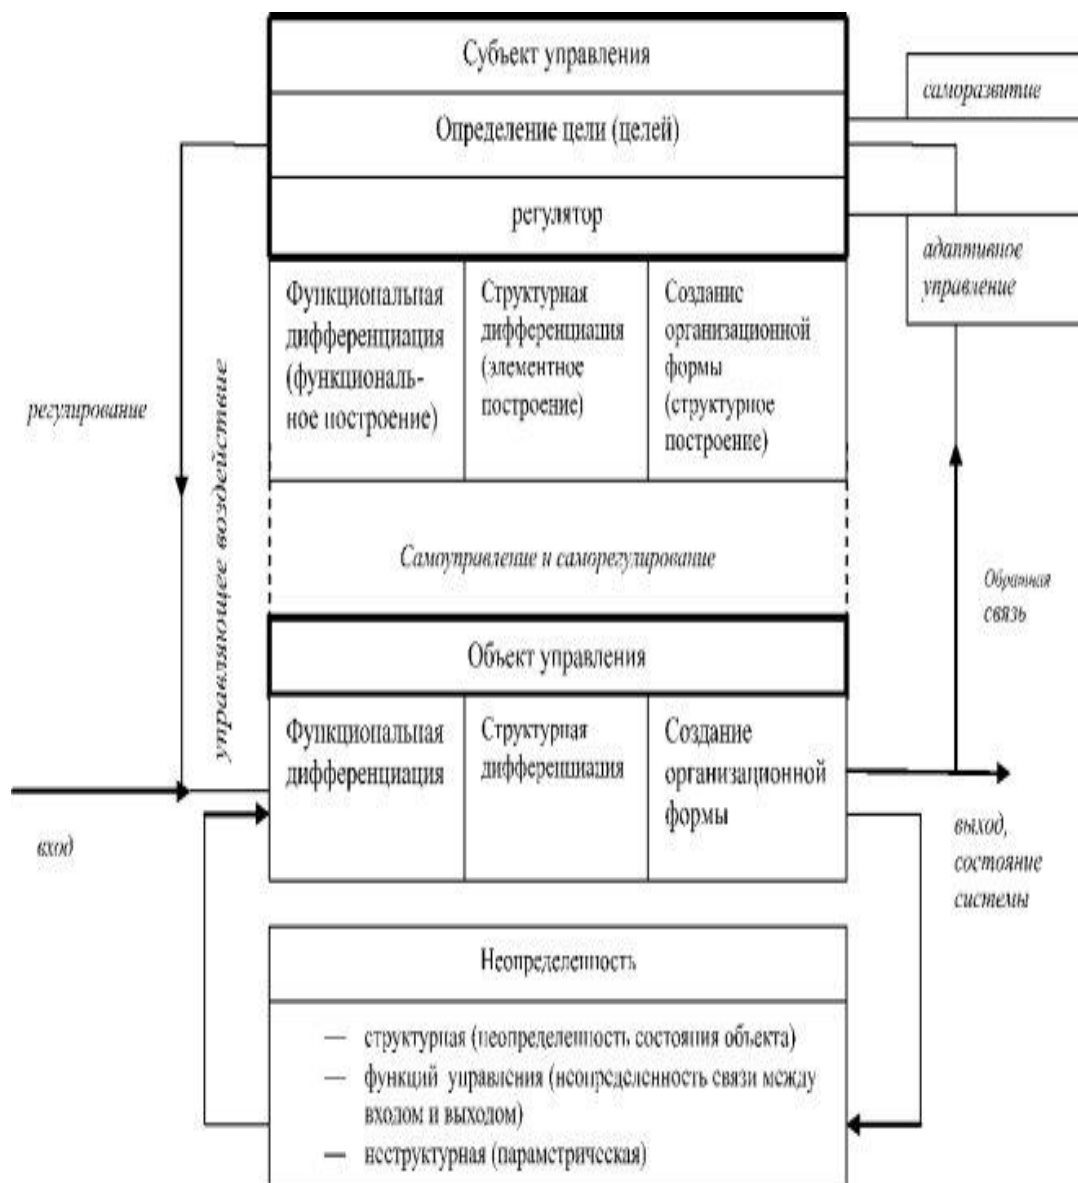 Субъект управления
саморазвитие
Определение цели (целей)
регулятор
адаптивное
управление
Функциональная
дифференциация
(функциональ-
ное построение)
Структурная
дифференциация
(элементное
построение)
Создание
организационной
формы
(структурное
построение)
регулирование
управляющее воздействие
Самоуправление и саморегулирование
Обратная
связь
Объект управления
Функциональная
дифференциация
Структурная
дифференциация
Создание
организационной
формы
вход
выход,
состояние
системы
Неопределенность
— структурная (неопределенность состояния объекта)
— функций управления (неопределенность связи между
входом и выходом)
— неструктурная (параметрическая)